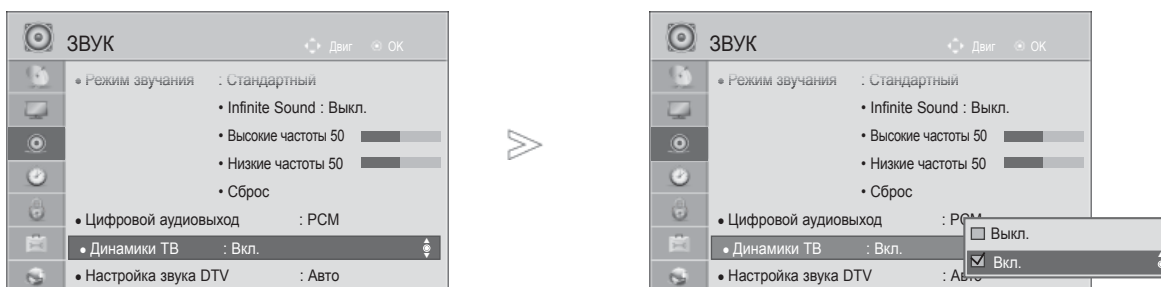 ЗВУК
Двиг OK
• Режим звучания : Стандартный
• Infinite Sound : Выкл.
• Высокие частоты 50
• Низкие частоты 50
• Сброс
• Цифровой аудиовыход : PCM
• Динамики ТВ : Вкл.
• Настройка звука DTV : Авто
ЗВУК
Двиг OK
• Режим звучания : Стандартный
• Infinite Sound : Выкл.
• Высокие частоты 50
• Низкие частоты 50
• Сброс
• Цифровой аудиовыход : PCM
• Динамики ТВ : Вкл.
• Настройка звука DTV :
Выкл.
Вкл.